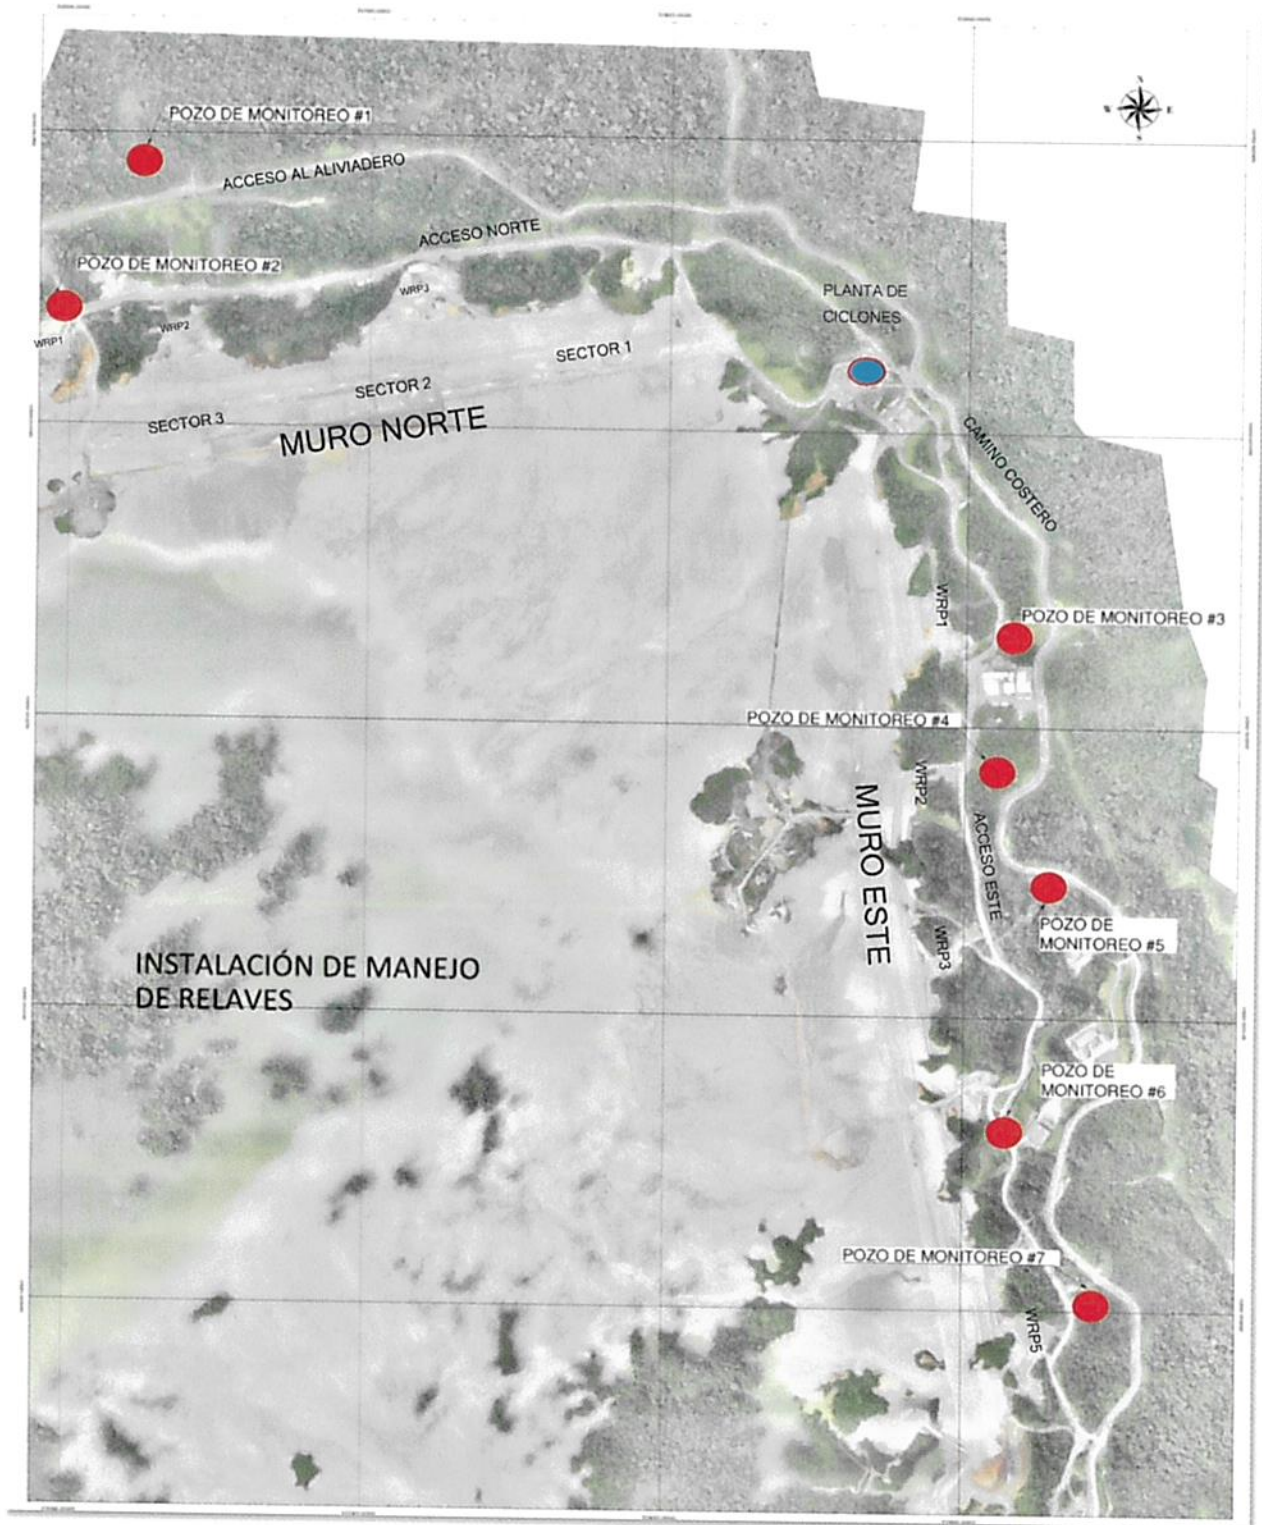 N
W
E
S
POZO DE MONITOREO #1
ACCESO AL ALIVIADERO
ACCESO NORTE
POZO DE MONITOREO #2
PLANTA DE
CICLONES
WRP1
WRP2
WRP3
SECTOR 1
SECTOR 2
SECTOR 3
MURO NORTE
CAMINO COSTERO
WRP1
POZO DE MONITOREO #3
POZO DE MONITOREO #4
WRP2
MURO ESTE
ACCESO ESTE
POZO DE
MONITOREO #5
WRP3
INSTALACIÓN DE MANEJO
DE RELAVES
POZO DE
MONITOREO #6
POZO DE MONITOREO #7
WRP5